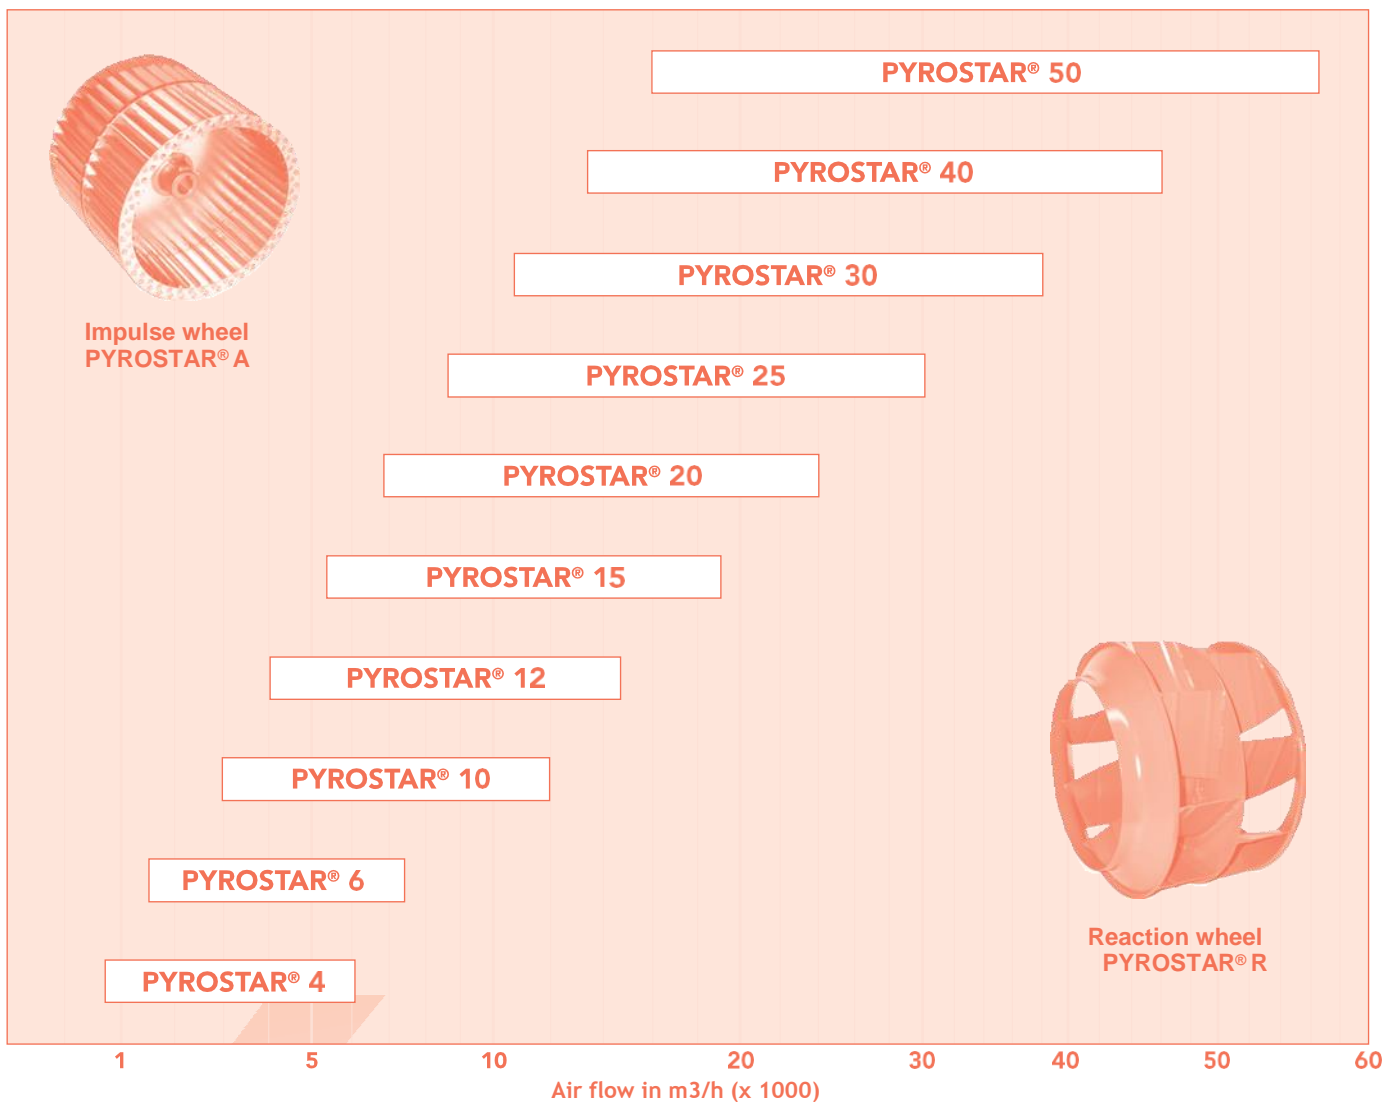 PYROSTAR® 50
PYROSTAR® 40
PYROSTAR® 30
Impulse wheel
PYROSTAR® A
PYROSTAR® 25
PYROSTAR® 20
PYROSTAR® 15
PYROSTAR® 12
PYROSTAR® 10
PYROSTAR® 6
Reaction wheel
PYROSTAR® R
PYROSTAR® 4
1 5 10 20 30 40 50 60
Air flow in m3/h (x 1000)